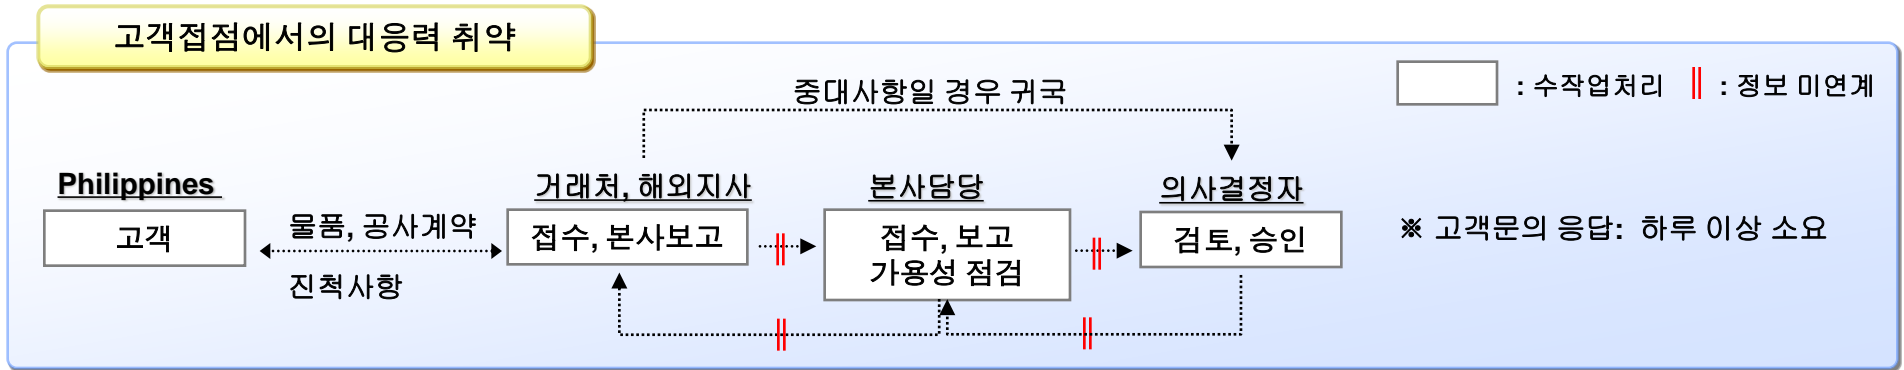 고객접점에서의 대응력 취약
중대사항일 경우 귀국
: 수작업처리
: 정보 미연계
Philippines
고객
물품, 공사계약
진척사항
거래처, 해외지사
접수, 본사보고
본사담당
접수, 보고
가용성 점검
의사결정자
검토, 승인
※ 고객문의 응답: 하루 이상 소요